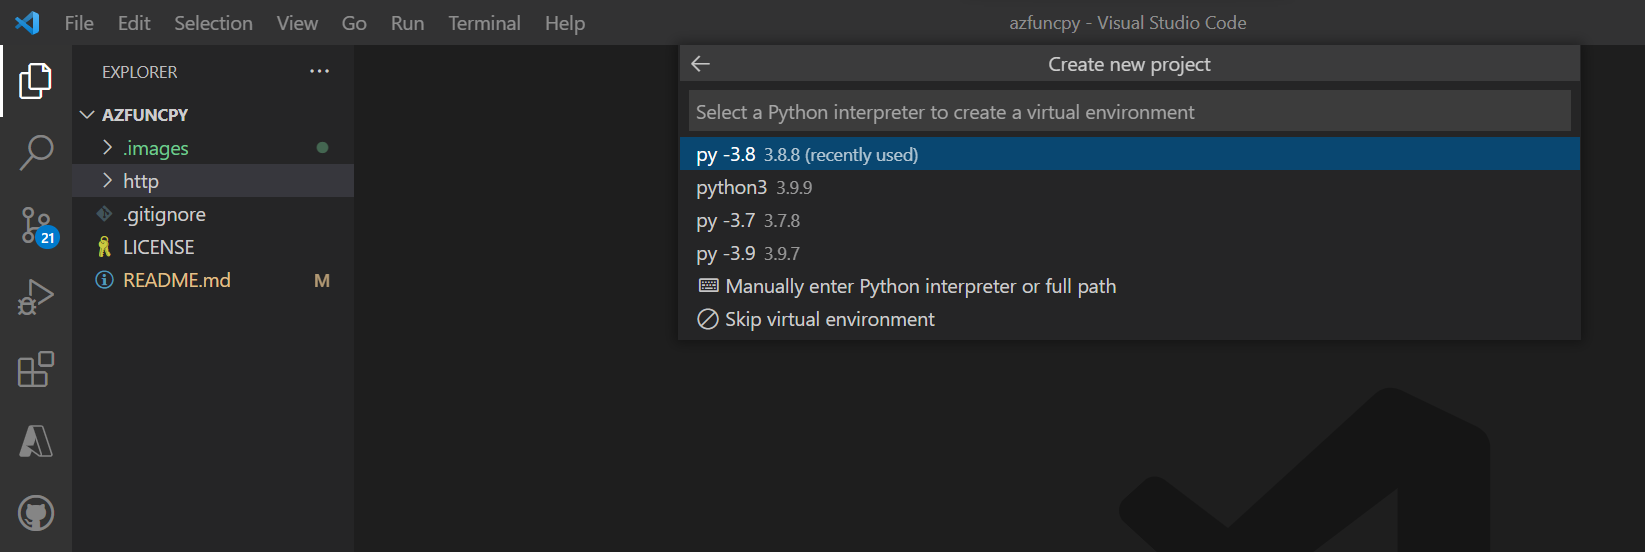 File Edit Selection View Go Run Terminal Help
azfuncpy - Visual Studio Code
EXPLORER ···
AZFUNCPY
.images
http
.gitignore
LICENSE
README.md M
21
Create new project
Select a Python interpreter to create a virtual environment
py -3.8 3.8.8 (recently used)
python3 3.9.9
py -3.7 3.7.8
py -3.9 3.9.7
Manually enter Python interpreter or full path
Skip virtual environment